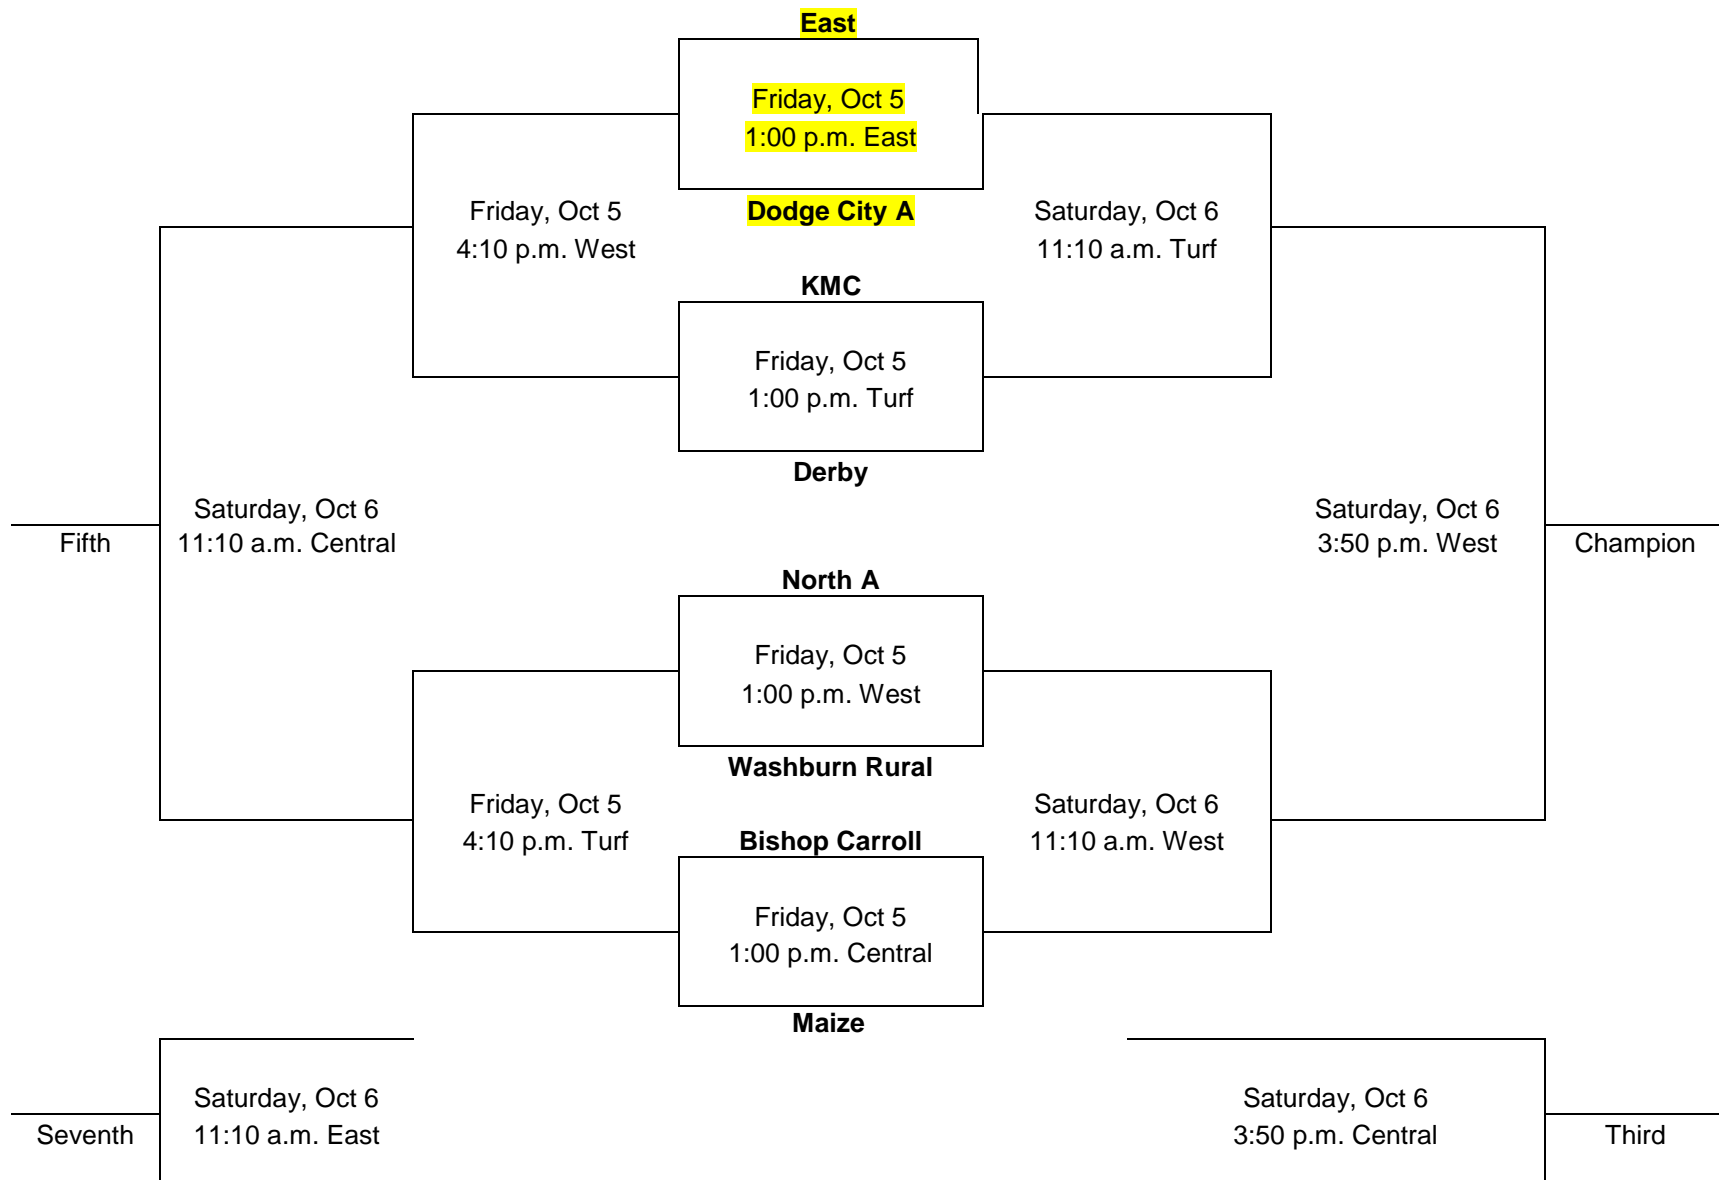 East
Friday, Oct 5
1:00 p.m. East
Dodge City A
Friday, Oct 5
4:10 p.m. West
Saturday, Oct 6
11:10 a.m. Turf
KMC
Friday, Oct 5
1:00 p.m. Turf
Derby
Saturday, Oct 6
11:10 a.m. Central
Fifth
Saturday, Oct 6
3:50 p.m. West
Champion
North A
Friday, Oct 5
1:00 p.m. West
Washburn Rural
Friday, Oct 5
4:10 p.m. Turf
Saturday, Oct 6
11:10 a.m. West
Bishop Carroll
Friday, Oct 5
1:00 p.m. Central
Maize
Saturday, Oct 6
11:10 a.m. East
Seventh
Saturday, Oct 6
3:50 p.m. Central
Third